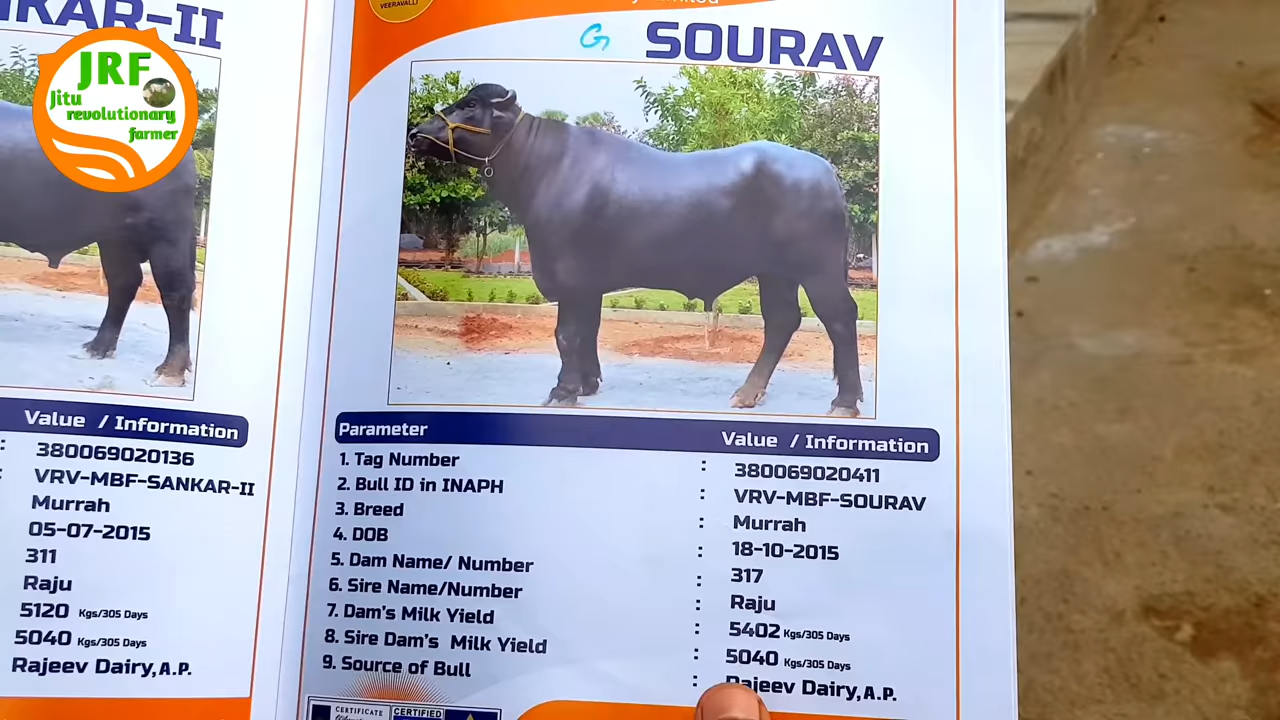 KAR-II
JRF
Jitu
revolutionary
farmer
Value / Information
: 380069020136
: VRV-MBF-SANKAR-II
Murrah
05-07-2015
311
Raju
5120 Kgs/305 Days
5040 Kgs/305 Days
Rajeev Dairy, A.P.
VEERAVALLI
G SOURAV
Parameter Value / Information
1. Tag Number : 380069020411
2. Bull ID in INAPH : VRV-MBF-SOURAV
3. Breed : Murrah
4. DOB : 18-10-2015
5. Dam Name/ Number : 317
6. Sire Name/Number : Raju
7. Dam's Milk Yield : 5402 Kgs/305 Days
8. Sire Dam's Milk Yield : 5040 Kgs/305 Days
9. Source of Bull : Rajeev Dairy, A.P.
CERTIFICATE
CERTIFIED